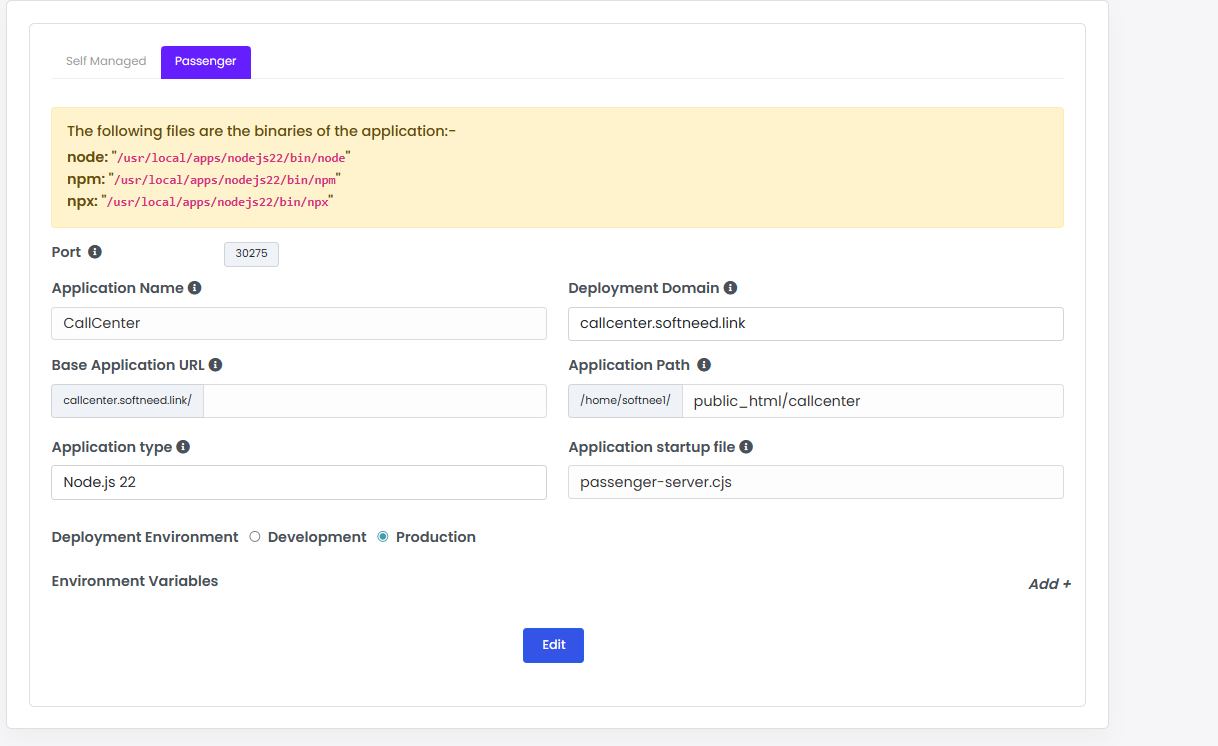 Self Managed Passenger
The following files are the binaries of the application:-
node: "/usr/local/apps/nodejs22/bin/node"
npm: "/usr/local/apps/nodejs22/bin/npm"
npx: "/usr/local/apps/nodejs22/bin/npx"
Port 30275
Application Name Deployment Domain
CallCenter callcenter.softneed.link
Base Application URL Application Path
callcenter.softneed.link/ /home/softnee1/ public_html/callcenter
Application type Application startup file
Node.js 22 passenger-server.cjs
Deployment Environment Development Production
Environment Variables Add +
Edit